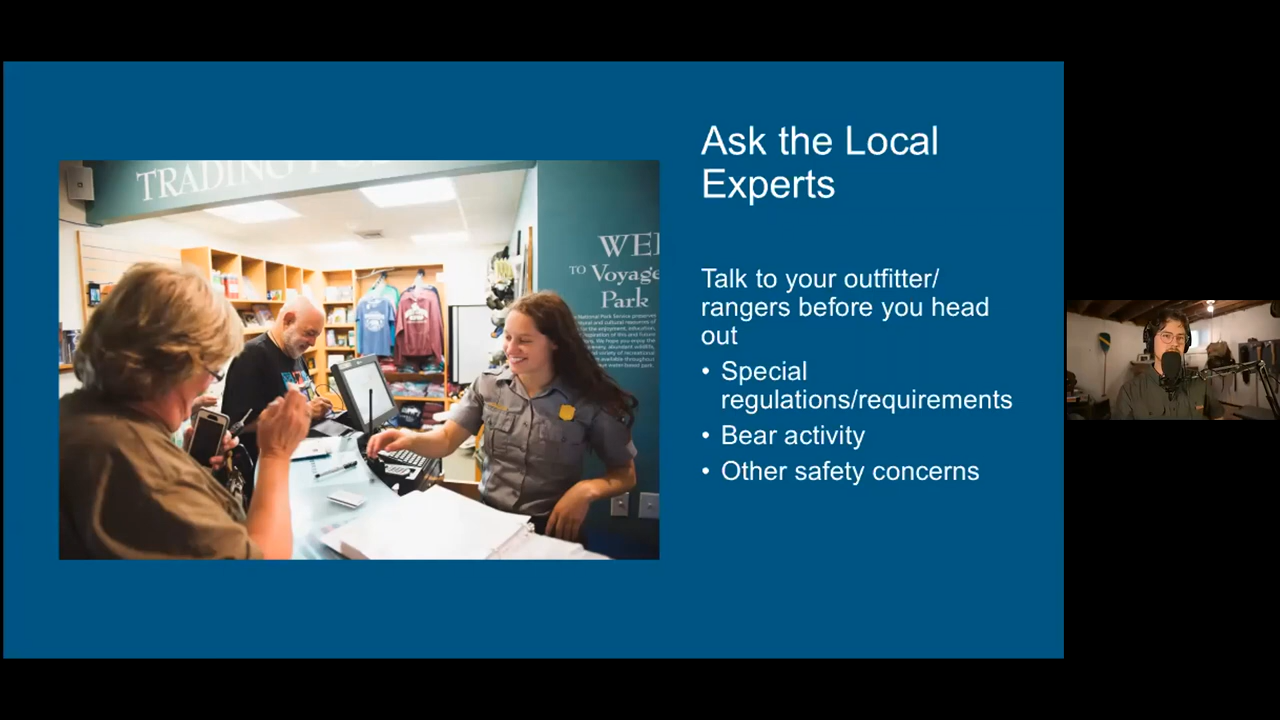 Ask the Local
Experts
Talk to your outfitter/
rangers before you head
out
• Special
regulations/requirements
• Bear activity
• Other safety concerns
TRADING
WEL
TO Voyage
Park